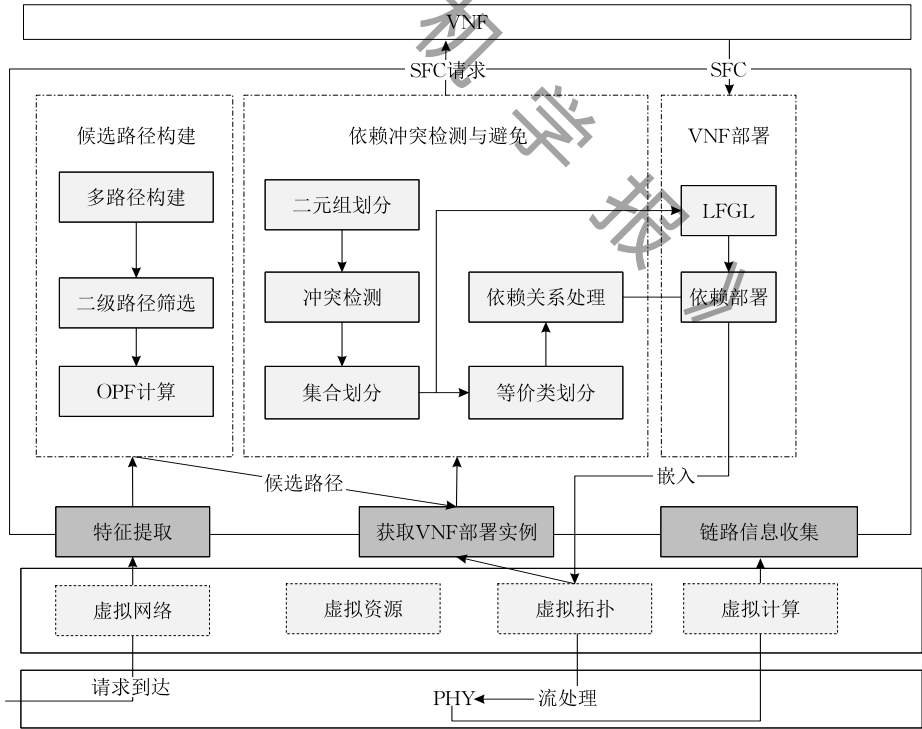 VNF
SFC请求
SFC
候选路径构建
依赖冲突检测与避免
VNF部署
多路径构建
二元组划分
LFGL
二级路径筛选
冲突检测
依赖关系处理
依赖部署
OPF计算
集合划分
等价类划分
候选路径
嵌入
特征提取
获取VNF部署实例
链路信息收集
虚拟网络
虚拟资源
虚拟拓扑
虚拟计算
请求到达
PHY
流处理
机学报》